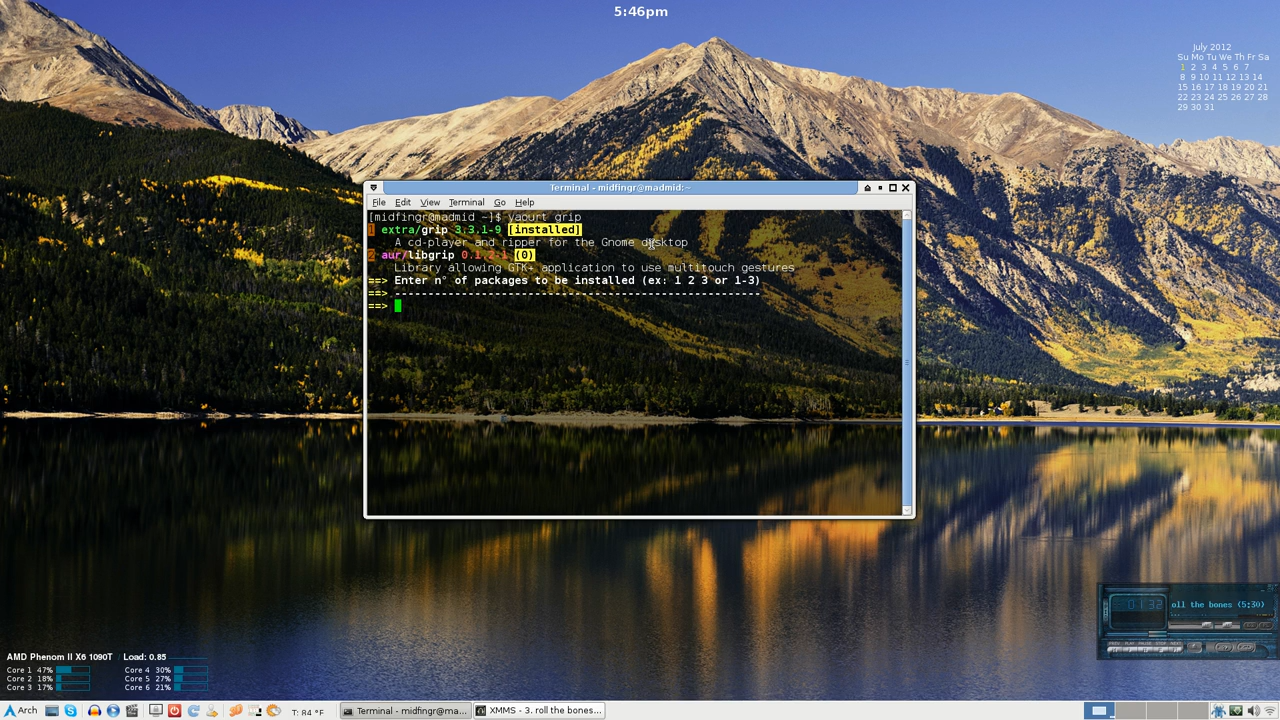 5:46pm
July 2012
Su Mo Tu We Th Fr Sa
1 2 3 4 5 6 7
8 9 10 11 12 13 14
15 16 17 18 19 20 21
22 23 24 25 26 27 28
29 30 31
Terminal - midfingr@madmid:~
File Edit View Terminal Go Help
[midfingr@madmid ~]$ yaourt grip
1 extra/grip 3.3.1-9 [installed]
A cd-player and ripper for the Gnome desktop
2 aur/libgrip 0.1.2-1 (0)
Library allowing GTK+ application to use multitouch gestures
==> Enter n° of packages to be installed (ex: 1 2 3 or 1-3)
==> -------------------------------------------------------
==>
01:32
oll the bones (5:30)
AMD Phenom II X6 1090T / Load: 0.85
Core 1 47% Core 4 30%
Core 2 18% Core 5 27%
Core 3 17% Core 6 21%
Arch
T: 84 °F
Terminal - midfingr@ma...
XMMS - 3. roll the bones...